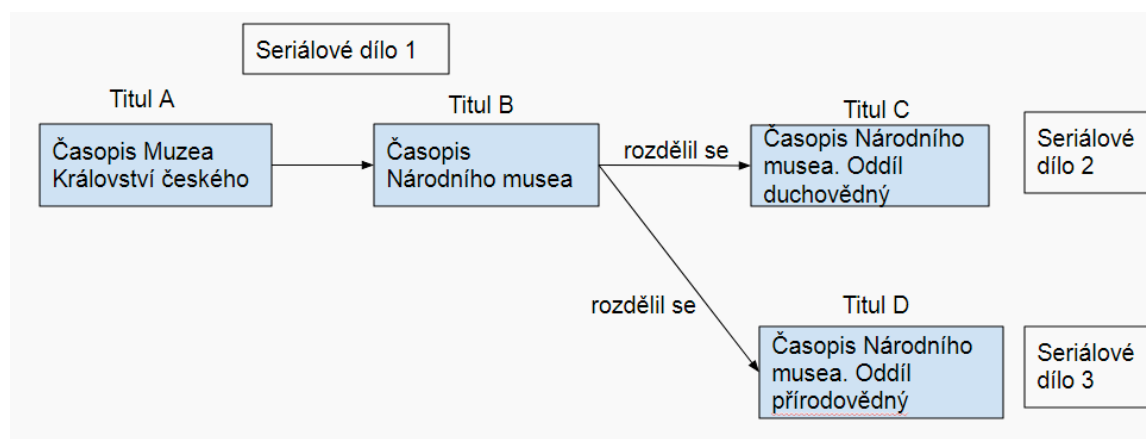 Seriálové dílo 1
Titul A
Časopis Muzea
Království českého
Titul B
Časopis
Národního musea
rozdělil se
Titul C
Časopis Národního
musea. Oddíl
duchovědný
Seriálové
dílo 2
rozdělil se
Titul D
Časopis Národního
musea. Oddíl
přírodovědný
Seriálové
dílo 3